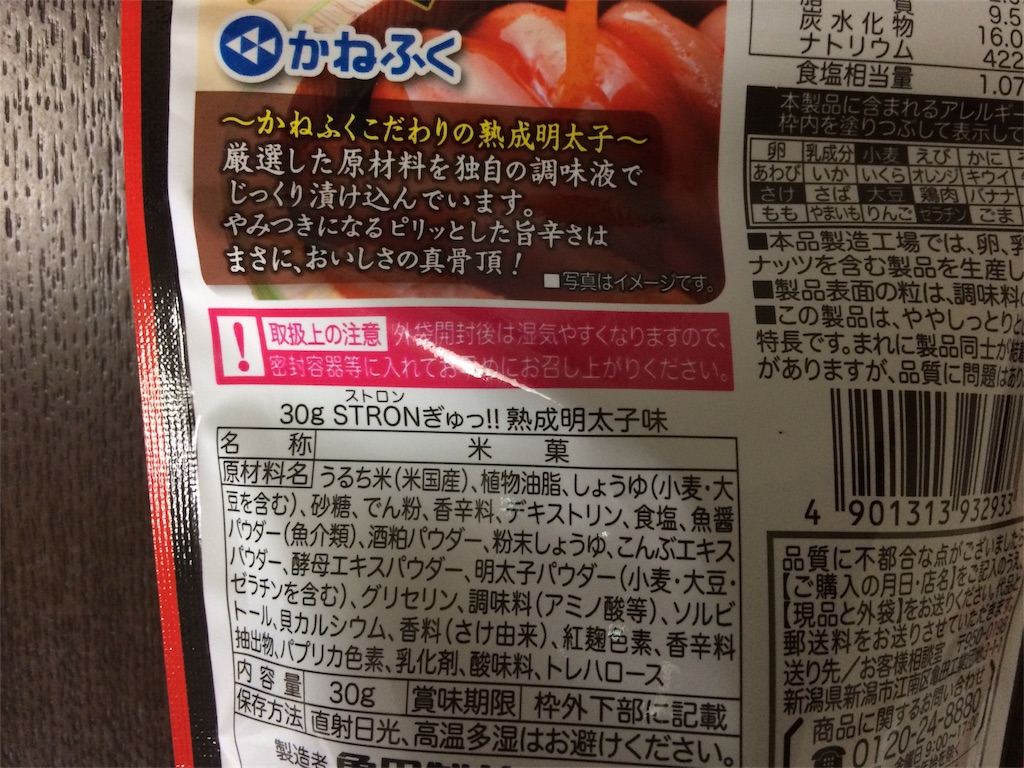 かねふく
～かねふくこだわりの熟成明太子～
厳選した原材料を独自の調味液で
じっくり漬け込んでいます。
やみつきになるピリッとした旨辛さは
まさに、おいしさの真骨頂！
■写真はイメージです。
取扱上の注意 外袋開封後は湿気やすくなりますので、
密封容器等に入れてお早めにお召し上がりください。
ストロン
30g STRONぎゅっ!! 熟成明太子味
名称 米菓
原材料名 うるち米(米国産)、植物油脂、しょうゆ(小麦・大
豆を含む)、砂糖、でん粉、香辛料、デキストリン、食塩、魚醤
パウダー(魚介類)、酒粕パウダー、粉末しょうゆ、こんぶエキス
パウダー、酵母エキスパウダー、明太子パウダー(小麦・大豆・
ゼラチンを含む)、グリセリン、調味料(アミノ酸等)、ソルビ
トール、貝カルシウム、香料(さけ由来)、紅麹色素、香辛料
抽出物、パプリカ色素、乳化剤、酸味料、トレハロース
内容量 30g 賞味期限 枠外下部に記載
保存方法 直射日光、高温多湿はお避けください。
製造者
炭水化物 16.0
ナトリウム 422
食塩相当量 1.07
本製品に含まれるアレルギー
枠内を塗りつぶして表示して
卵 乳成分 小麦 えび かに
あわび いか いくら オレンジ キウイ
さけ さば 大豆 鶏肉 バナナ
もも やまいも りんご ゼラチン ごま
■本品製造工場では、卵、乳
ナッツを含む製品を生産し
■製品表面の粒は、調味料
■この製品は、ややしっとり
特長です。まれに製品同士が
がありますが、品質に問題は
4 901313 932933
品質に不都合な点がございました
【ご購入の月日・店名】をご記入の
【現品と外袋】をお送りください。代品と
郵送料をお送りさせていただきます
送り先/お客様相談室
新潟県新潟市江南区亀田工業団地
商品に関するお問い合わせ
0120-24-8880